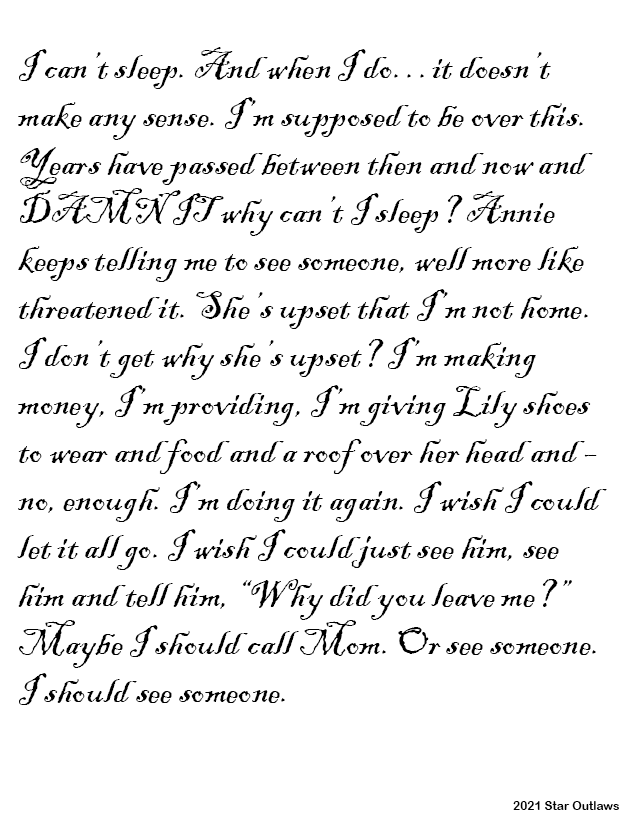 I can't sleep. And when I do... it doesn't
make any sense. I'm supposed to be over this.
Years have passed between then and now and
DAMN IT why can't I sleep? Annie
keeps telling me to see someone, well more like
threatened it. She's upset that I'm not home.
I don't get why she's upset? I'm making
money, I'm providing, I'm giving Lily shoes
to wear and food and a roof over her head and –
no, enough. I'm doing it again. I wish I could
let it all go. I wish I could just see him, see
him and tell him, “Why did you leave me?”
Maybe I should call Mom. Or see someone.
I should see someone.
2021 Star Outlaws